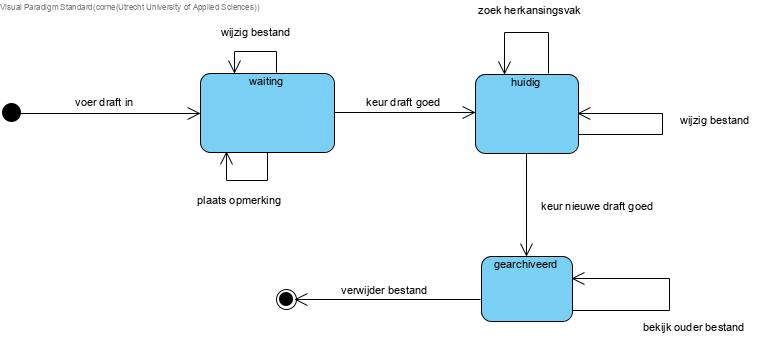 Visual Paradigm Standard(corne(Utrecht University of Applied Sciences))
zoek herkansingsvak
wijzig bestand
waiting
huidig
voer draft in
keur draft goed
wijzig bestand
plaats opmerking
keur nieuwe draft goed
gearchiveerd
verwijder bestand
bekijk ouder bestand